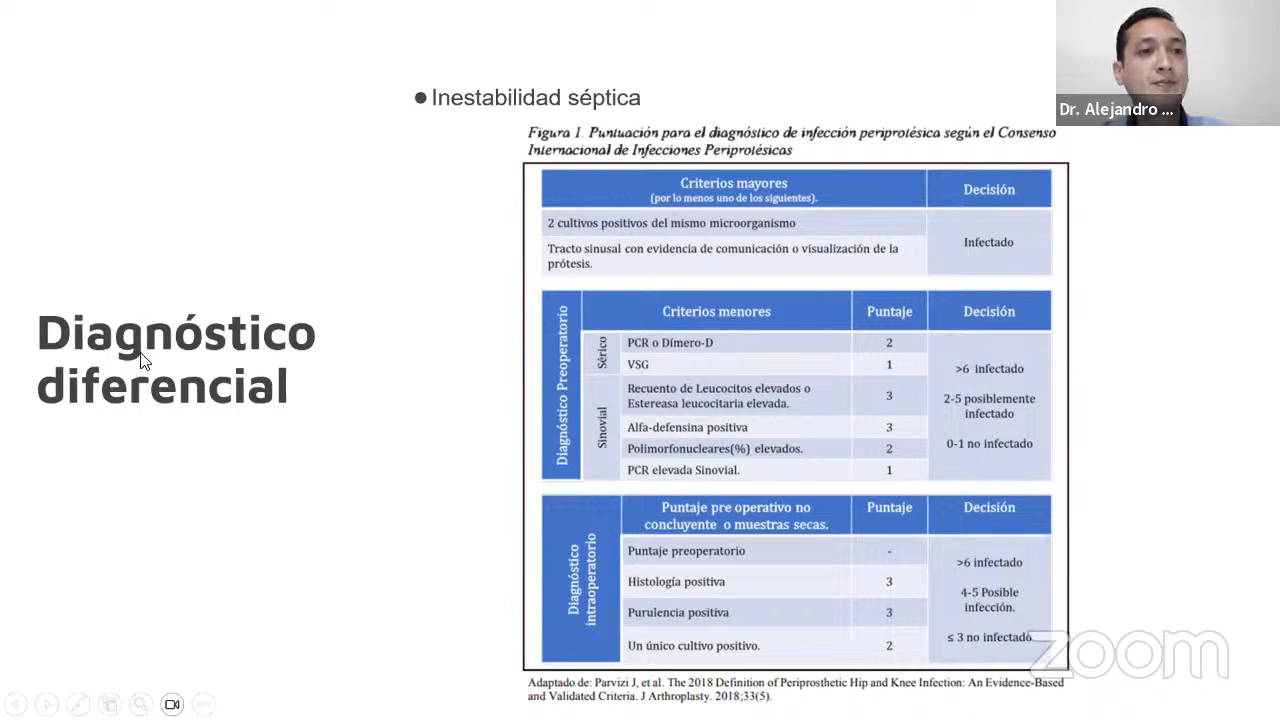 Dr. Alejandro ...
Inestabilidad séptica
Figura 1. Puntuación para el diagnóstico de infección periprotésica según el Consenso
Internacional de Infecciones Periprotésicas
Criterios mayores
(por lo menos uno de los siguientes).
Decisión
2 cultivos positivos del mismo microorganismo
Tracto sinusal con evidencia de comunicación o visualización de la
prótesis.
Infectado
Diagnóstico Preoperatorio
Criterios menores
Puntaje
Decisión
Sérico
PCR o Dímero-D
2
VSG
1
Sinovial
Recuento de Leucocitos elevados o
Estereasa leucocitaria elevada.
3
Alfa-defensina positiva
3
Polimorfonucleares(%) elevados.
2
PCR elevada Sinovial.
1
>6 infectado
2-5 posiblemente
infectado
0-1 no infectado
Diagnóstico
diferencial
Diagnóstico
intraoperatorio
Puntaje pre operativo no
concluyente o muestras secas.
Puntaje
Decisión
Puntaje preoperatorio
-
Histología positiva
3
Purulencia positiva
3
Un único cultivo positivo.
2
>6 infectado
4-5 Posible
infección.
≤ 3 no infectado
zoom
Adaptado de: Parvizi J, et al. The 2018 Definition of Periprosthetic Hip and Knee Infection: An Evidence-Based
and Validated Criteria. J Arthroplasty. 2018;33(5).